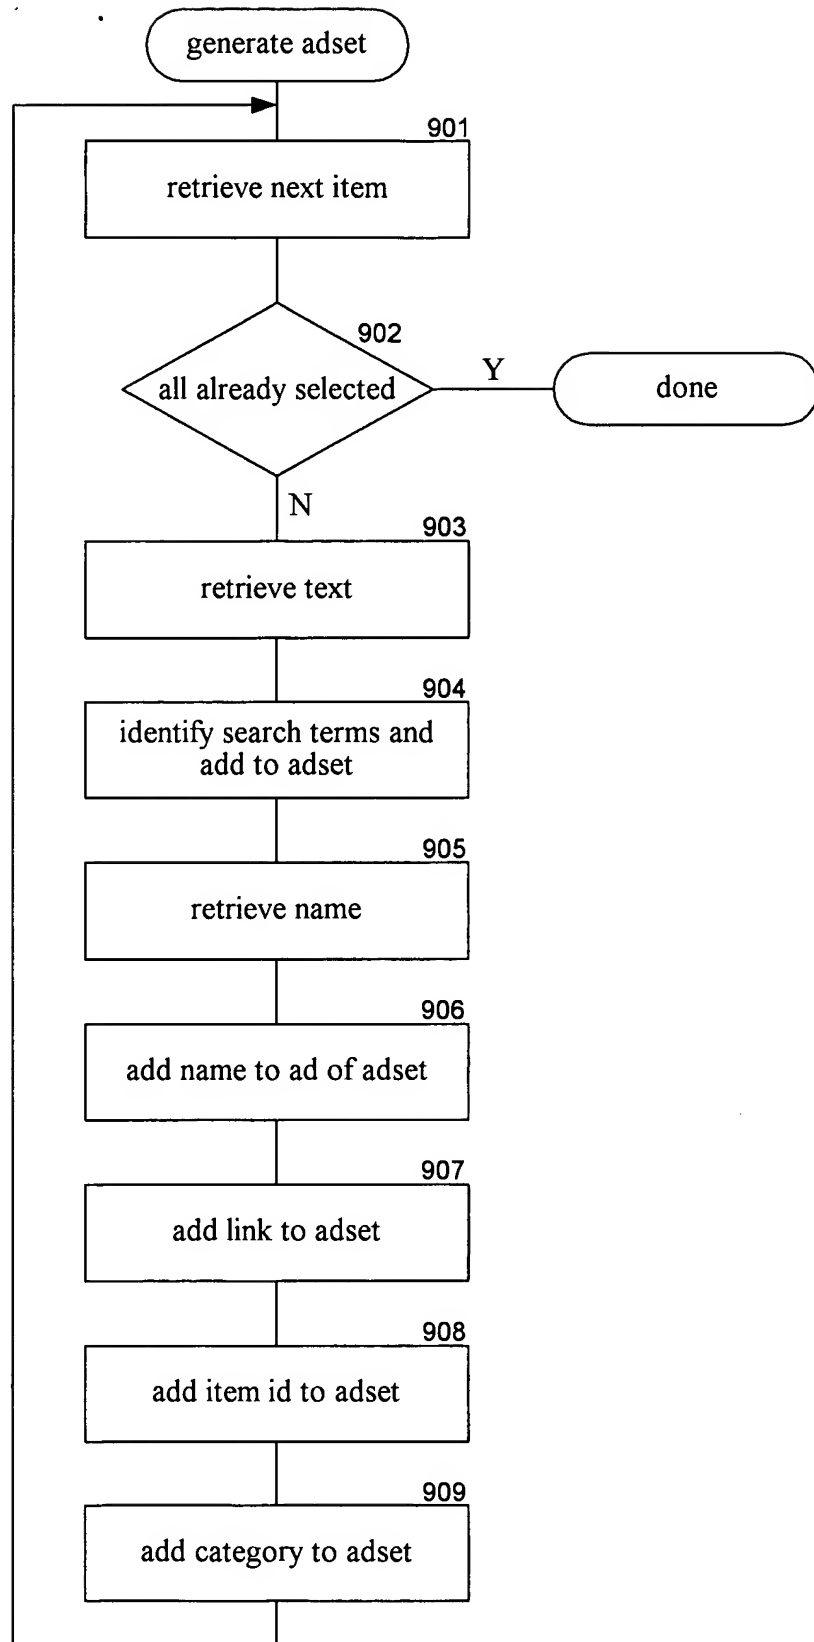 generate adset
901
retrieve next item
902
all already selected
Y
done
N
903
retrieve text
904
identify search terms and
add to adset
905
retrieve name
906
add name to ad of adset
907
add link to adset
908
add item id to adset
909
add category to adset